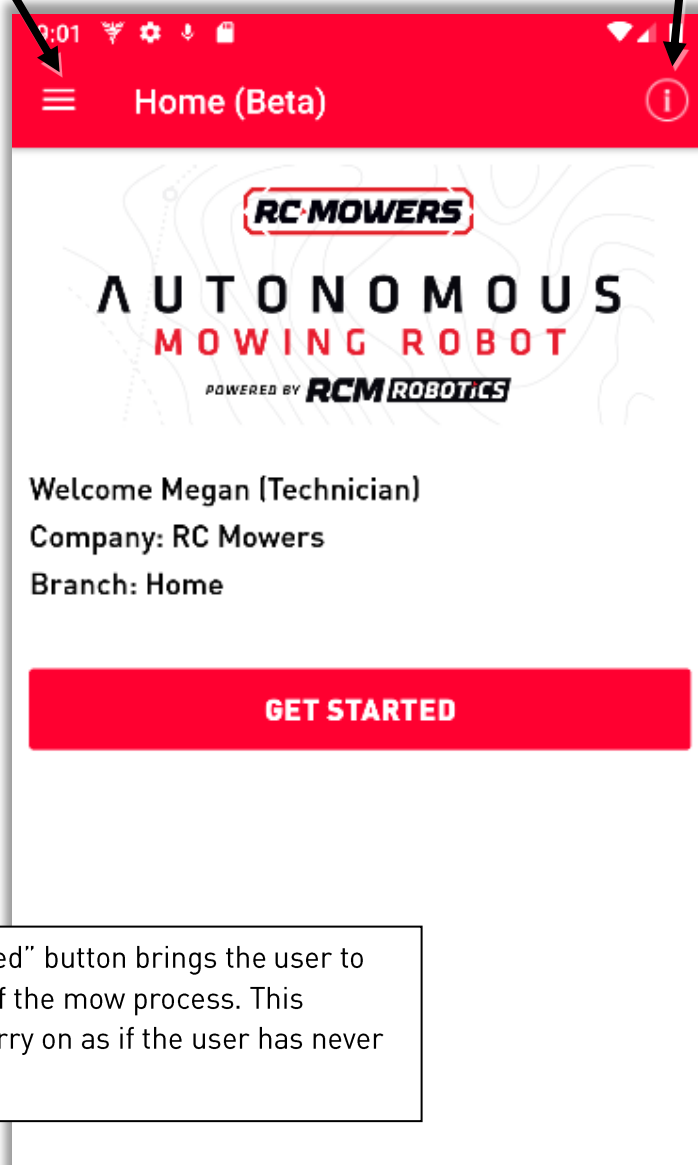 :01
Home (Beta)
RC MOWERS
AUTONOMOUS
MOWING ROBOT
POWERED BY RCM ROBOTICS
Welcome Megan (Technician)
Company: RC Mowers
Branch: Home
GET STARTED
ed” button brings the user to
f the mow process. This
rry on as if the user has never